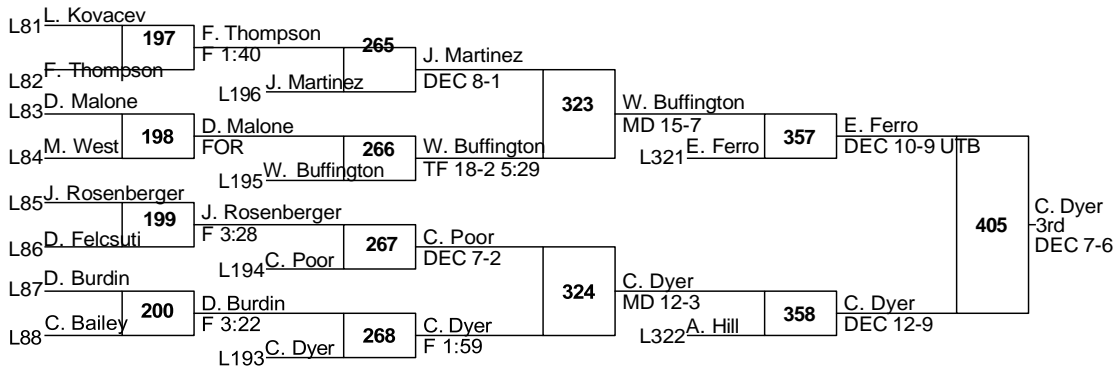 L81 L. Kovacev
197
F. Thompson
F 1:40
265
L82 F. Thompson
J. Martinez
DEC 8-1
L196 J. Martinez
L83 D. Malone
323
W. Buffington
MD 15-7
198
D. Malone
FOR
357
E. Ferro
DEC 10-9 UTB
L84 M. West
266
W. Buffington
TF 18-2 5:29
L321 E. Ferro
L195 W. Buffington
L85 J. Rosenberger
199
J. Rosenberger
F 3:28
405
C. Dyer
3rd
DEC 7-6
L86 D. Felcsuti
267
C. Poor
DEC 7-2
L194 C. Poor
L87 D. Burdin
324
C. Dyer
MD 12-3
200
D. Burdin
F 3:22
358
C. Dyer
DEC 12-9
L88 C. Bailey
268
C. Dyer
F 1:59
L322 A. Hill
L193 C. Dyer